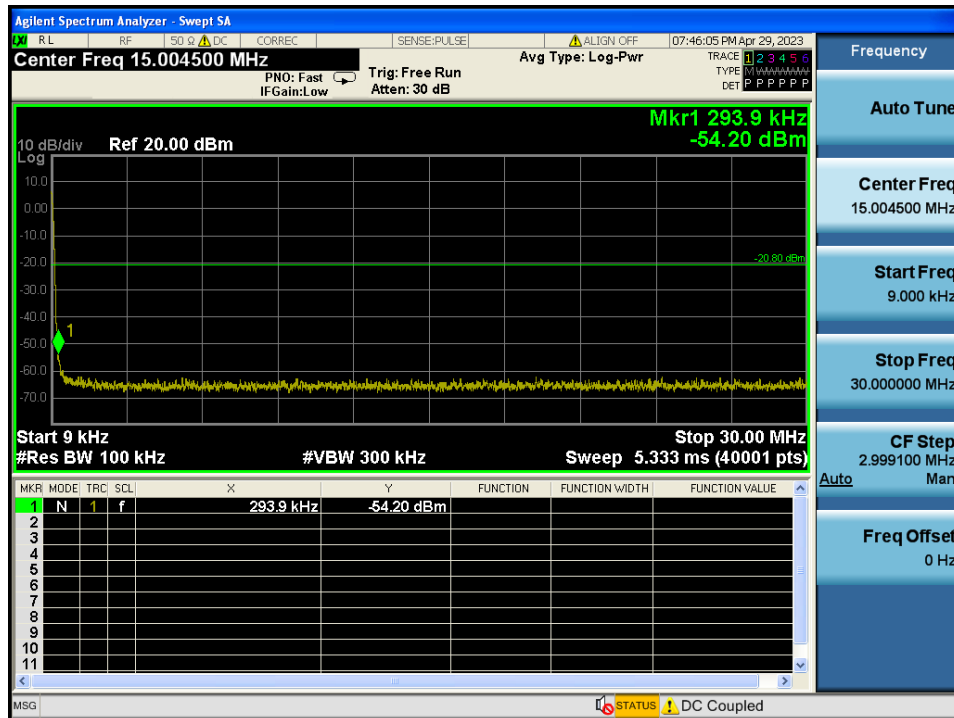 Agilent Spectrum Analyzer - Swept SA
LXI RL RF 50 Ω DC CORREC SENSE:PULSE ALIGN OFF 07:46:05 PM Apr 29, 2023
Center Freq 15.004500 MHz
PNO: Fast
IFGain:Low
Trig: Free Run
Atten: 30 dB
Avg Type: Log-Pwr
TRACE 1 2 3 4 5 6
TYPE M W W W W W
DET P P P P P P
Mkr1 293.9 kHz
-54.20 dBm
10 dB/div Ref 20.00 dBm
Log
10.0
0.00
-10.0
-20.0
-20.80 dBm
-30.0
-40.0
1
-50.0
-60.0
-70.0
Start 9 kHz Stop 30.00 MHz
#Res BW 100 kHz #VBW 300 kHz Sweep 5.333 ms (40001 pts)
MKR MODE TRC SCL X Y FUNCTION FUNCTION WIDTH FUNCTION VALUE
1 N 1 f 293.9 kHz -54.20 dBm
2
3
4
5
6
7
8
9
10
11
MSG STATUS DC Coupled
Frequency
Auto Tune
Center Freq
15.004500 MHz
Start Freq
9.000 kHz
Stop Freq
30.000000 MHz
CF Step
2.999100 MHz
Auto Man
Freq Offset
0 Hz